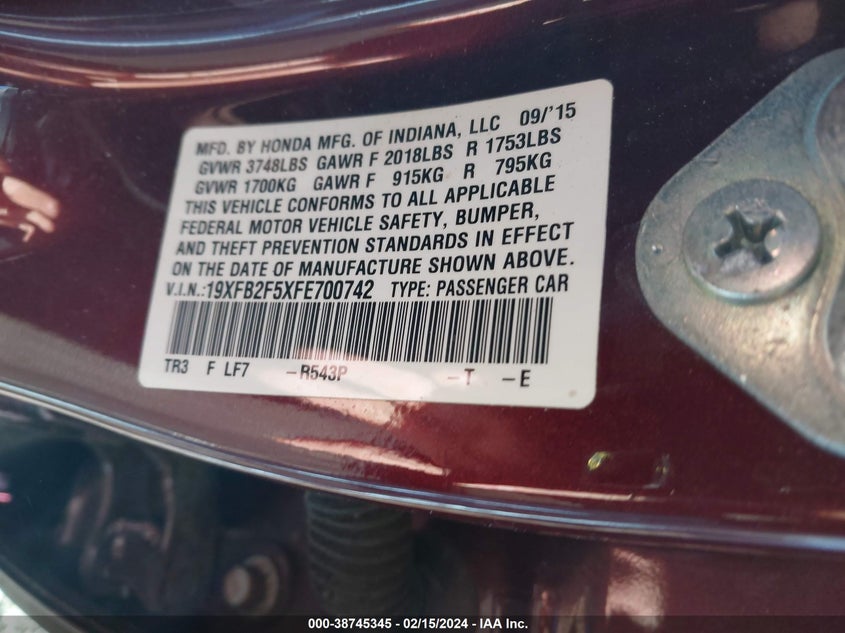 MFD. BY HONDA MFG. OF INDIANA, LLC 09/'15
GVWR 3748LBS GAWR F 2018LBS R 1753LBS
GVWR 1700KG GAWR F 915KG R 795KG
THIS VEHICLE CONFORMS TO ALL APPLICABLE
FEDERAL MOTOR VEHICLE SAFETY, BUMPER,
AND THEFT PREVENTION STANDARDS IN EFFECT
ON THE DATE OF MANUFACTURE SHOWN ABOVE.
V.I.N.:19XFB2F5XFE700742 TYPE: PASSENGER CAR
TR3 F LF7 -R543P -T -E
000-38745345 - 02/15/2024 - IAA Inc.